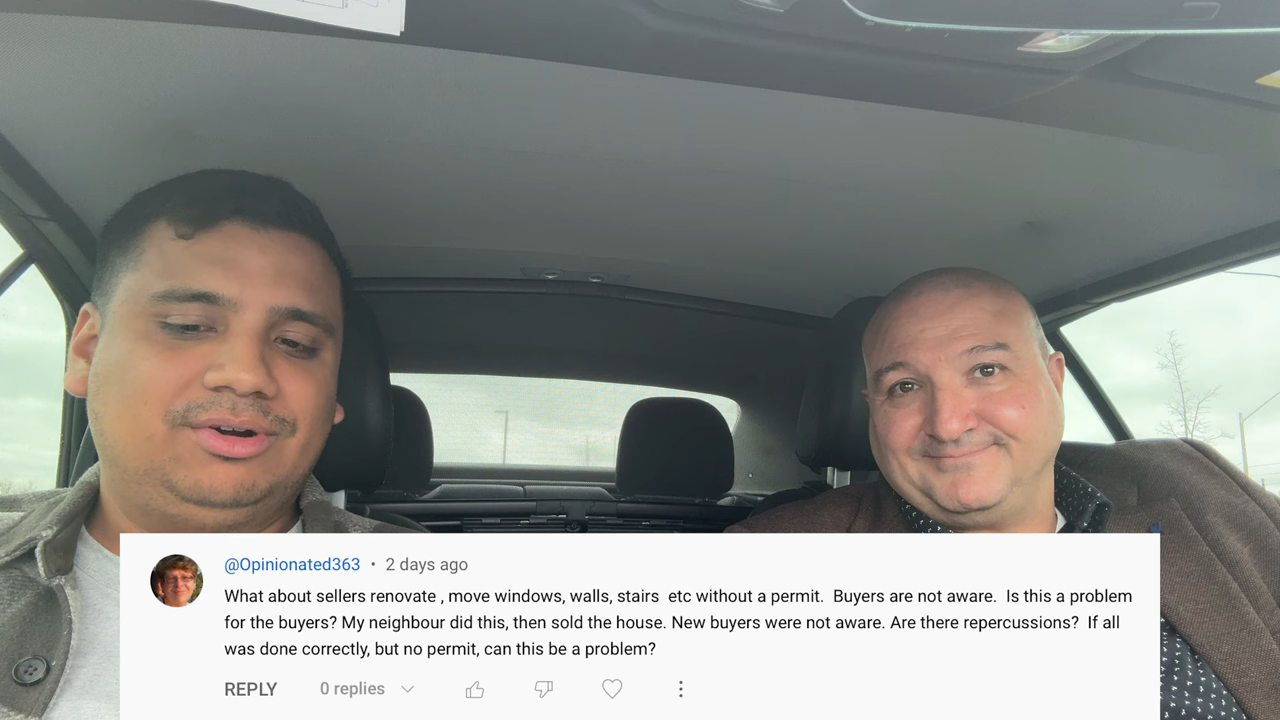 @Opinionated363 • 2 days ago
What about sellers renovate , move windows, walls, stairs  etc without a permit.  Buyers are not aware.  Is this a problem
for the buyers? My neighbour did this, then sold the house. New buyers were not aware. Are there repercussions?  If all
was done correctly, but no permit, can this be a problem?
REPLY 0 replies